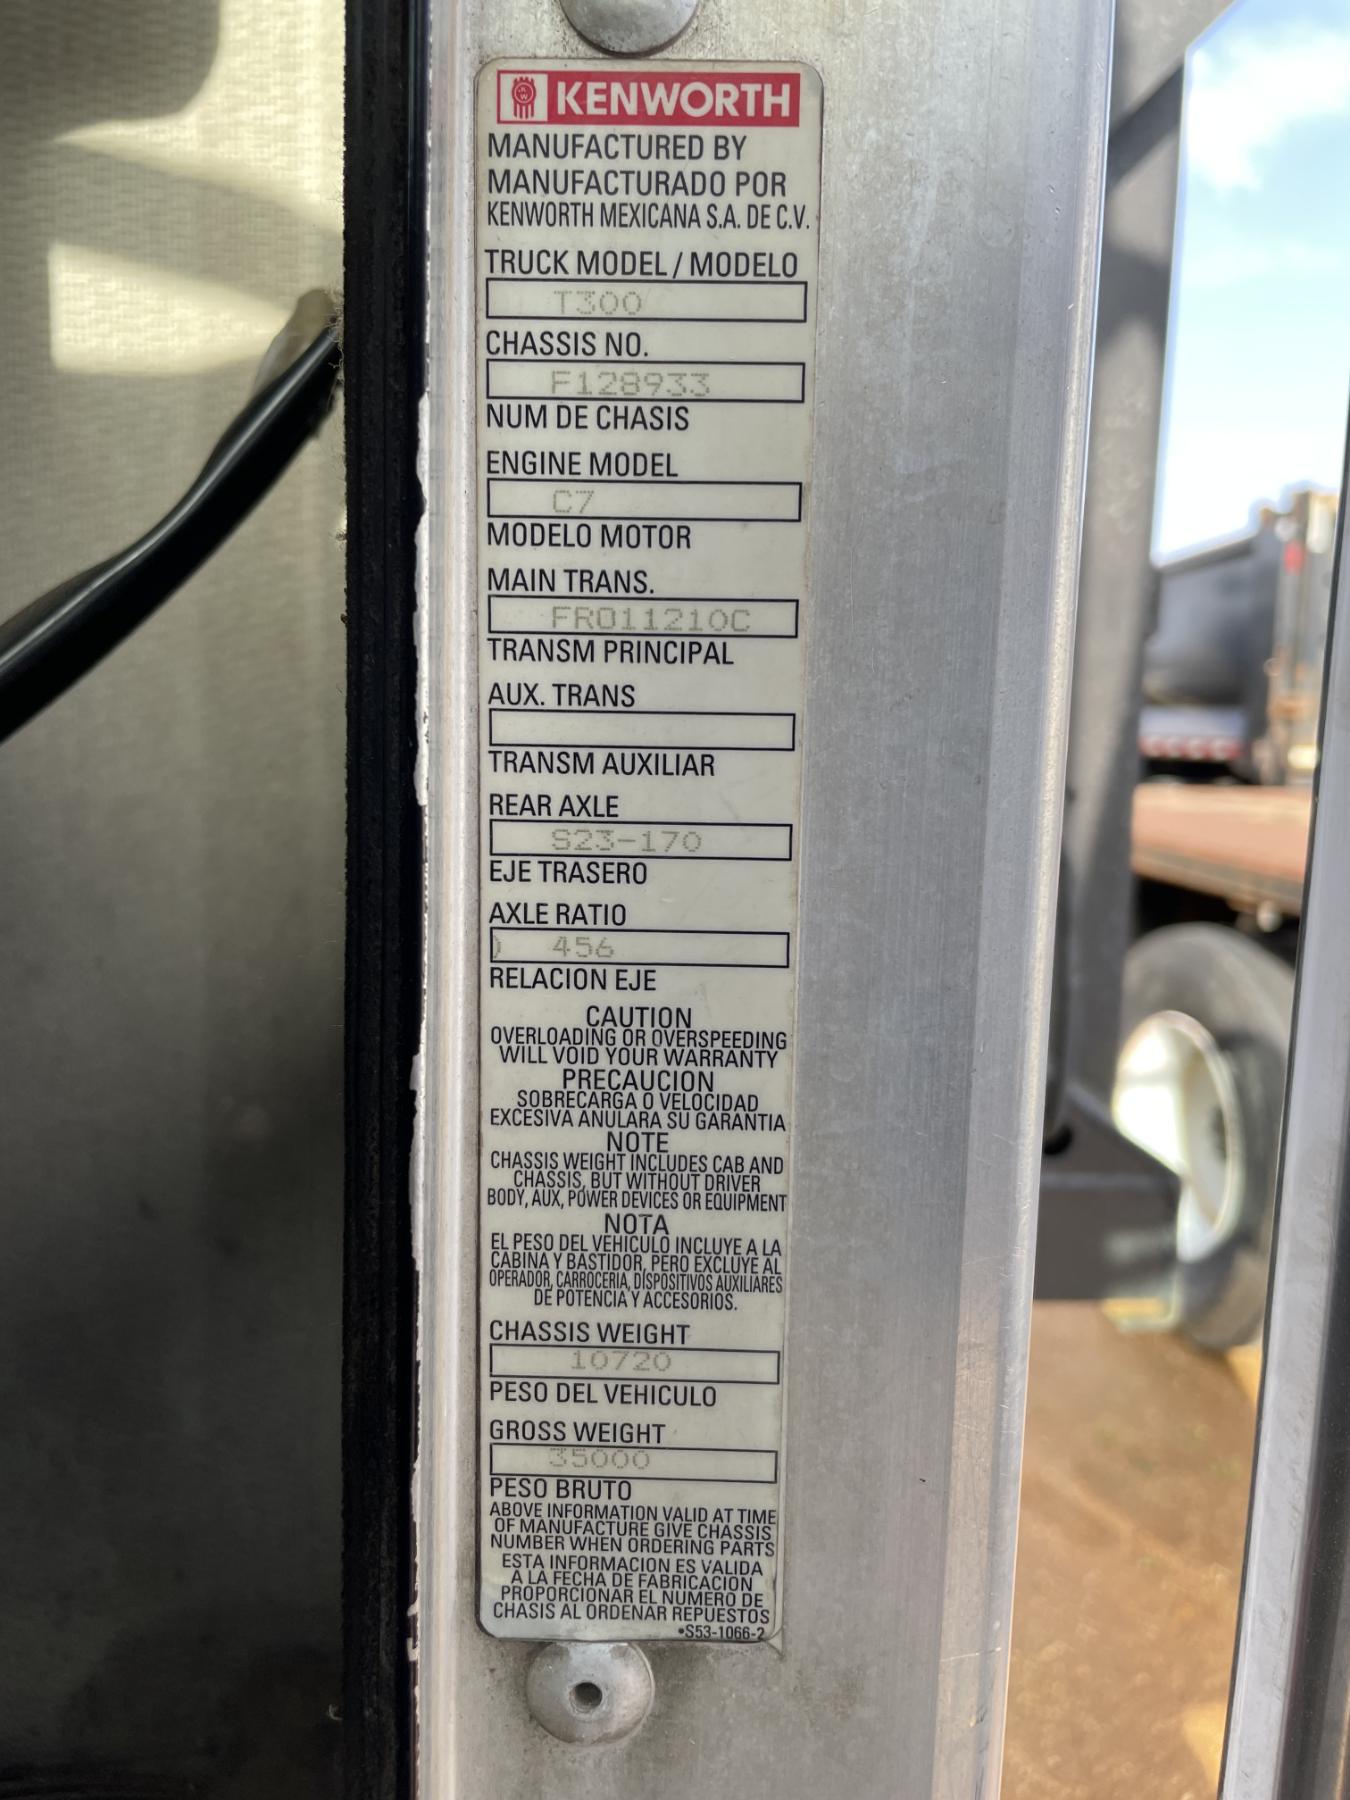 KENWORTH
MANUFACTURED BY
MANUFACTURADO POR
KENWORTH MEXICANA S.A. DE C.V.
TRUCK MODEL / MODELO
T300
CHASSIS NO.
F128933
NUM DE CHASIS
ENGINE MODEL
C7
MODELO MOTOR
MAIN TRANS.
FRO11210C
TRANSM PRINCIPAL
AUX. TRANS
TRANSM AUXILIAR
REAR AXLE
S23-170
EJE TRASERO
AXLE RATIO
) 456
RELACION EJE
CAUTION
OVERLOADING OR OVERSPEEDING
WILL VOID YOUR WARRANTY
PRECAUCION
SOBRECARGA O VELOCIDAD
EXCESIVA ANULARA SU GARANTIA
NOTE
CHASSIS WEIGHT INCLUDES CAB AND
CHASSIS, BUT WITHOUT DRIVER
BODY, AUX, POWER DEVICES OR EQUIPMENT
NOTA
EL PESO DEL VEHICULO INCLUYE A LA
CABINA Y BASTIDOR, PERO EXCLUYE AL
OPERADOR, CARROCERIA, DISPOSITIVOS AUXILIARES
DE POTENCIA Y ACCESORIOS.
CHASSIS WEIGHT
10720
PESO DEL VEHICULO
GROSS WEIGHT
35000
PESO BRUTO
ABOVE INFORMATION VALID AT TIME
OF MANUFACTURE GIVE CHASSIS
NUMBER WHEN ORDERING PARTS
ESTA INFORMACION ES VALIDA
A LA FECHA DE FABRICACION
PROPORCIONAR EL NUMERO DE
CHASIS AL ORDENAR REPUESTOS
•S53-1066-2